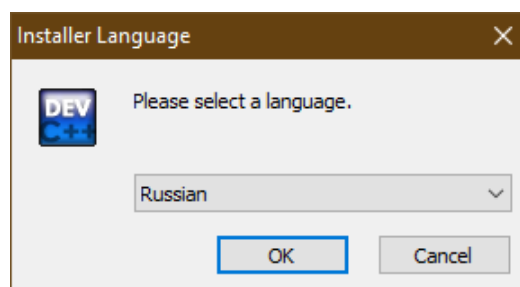 Installer Language
DEV
C++
Please select a language.
Russian
OK
Cancel